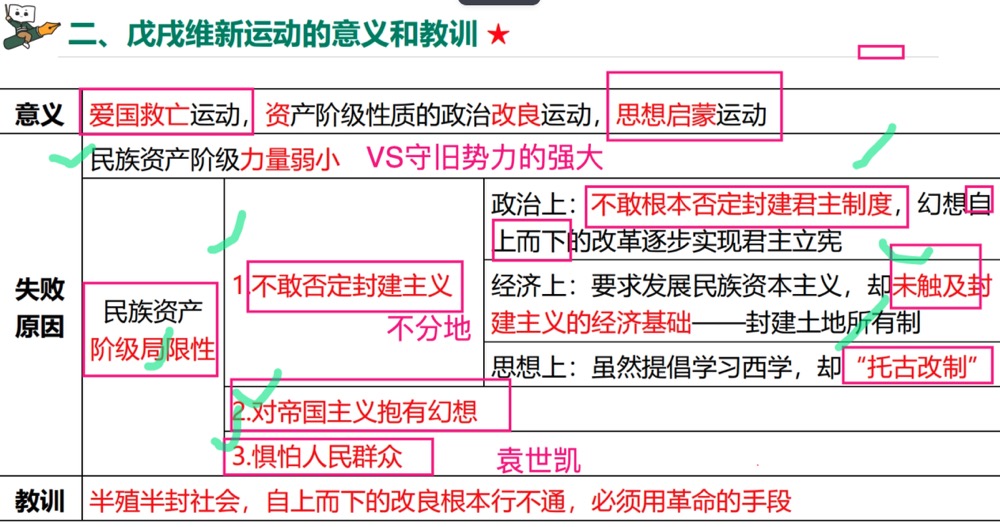 二、戊戌维新运动的意义和教训 ★
意义
爱国救亡运动，资产阶级性质的政治改良运动，思想启蒙运动
失败
原因
民族资产阶级力量弱小 VS守旧势力的强大
民族资产
阶级局限性
1.不敢否定封建主义
不分地
政治上：不敢根本否定封建君主制度，幻想自
上而下的改革逐步实现君主立宪
经济上：要求发展民族资本主义，却未触及封
建主义的经济基础——封建土地所有制
思想上：虽然提倡学习西学，却“托古改制”
2.对帝国主义抱有幻想
3.惧怕人民群众
袁世凯
教训
半殖半封社会，自上而下的改良根本行不通，必须用革命的手段